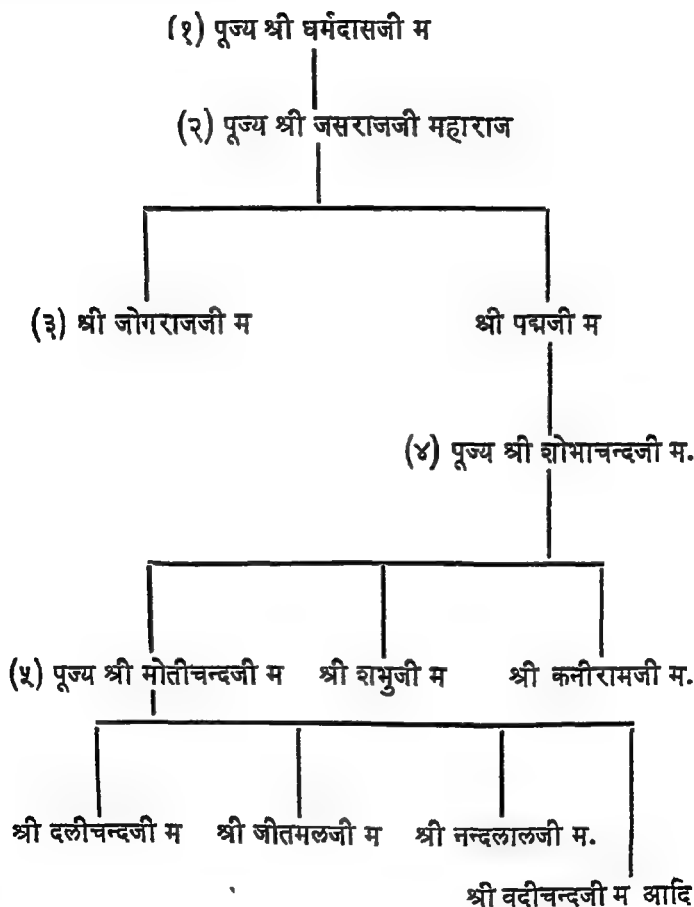 (१) पूज्य श्री धर्मदासजी म
(२) पूज्य श्री जसराजजी महाराज
(३) श्री जोगराजजी म श्री पद्मजी म
(४) पूज्य श्री शोभाचन्दजी म.
(५) पूज्य श्री मोतीचन्दजी म श्री शभुजी म श्री कनीरामजी म.
श्री दलीचन्दजी म श्री जीतमलजी म श्री नन्दलालजी म.
श्री वदीचन्दजी म आदि